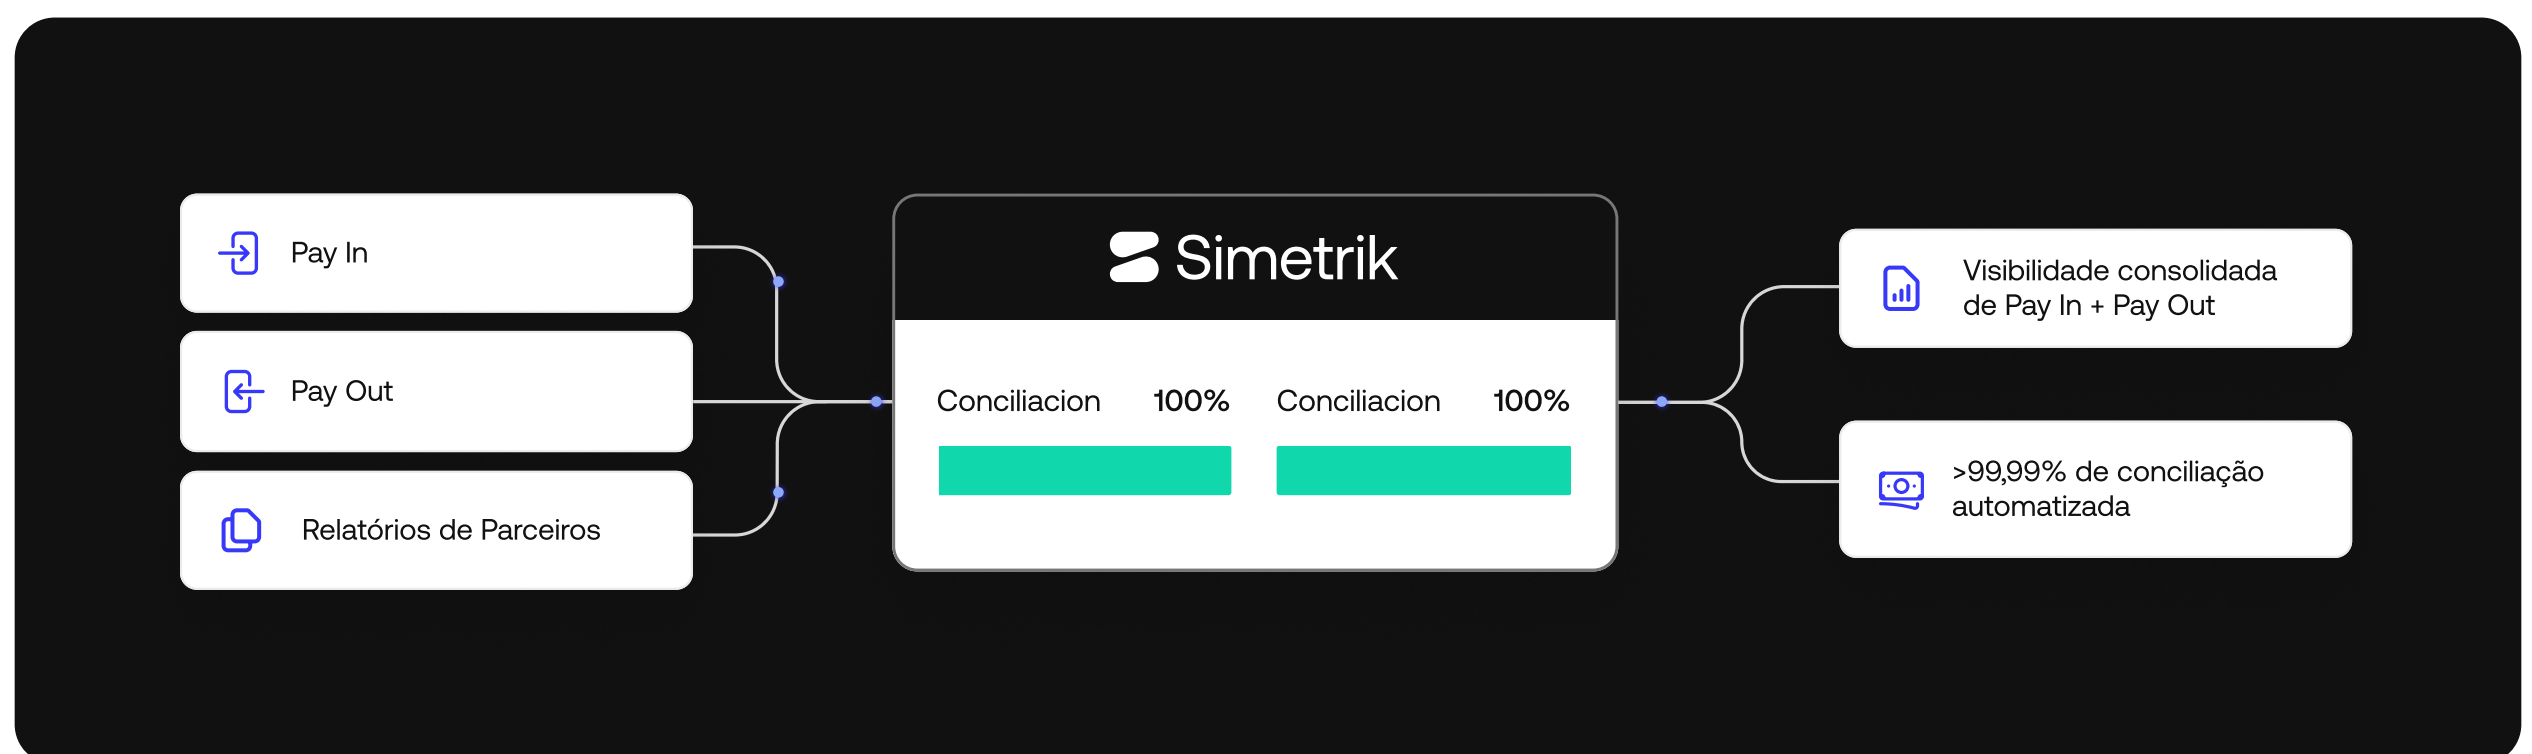 Pay In
Pay Out
Relatórios de Parceiros
Simetrik
Conciliacion 100%
Conciliacion 100%
Visibilidade consolidada
de Pay In + Pay Out
>99,99% de conciliação
automatizada